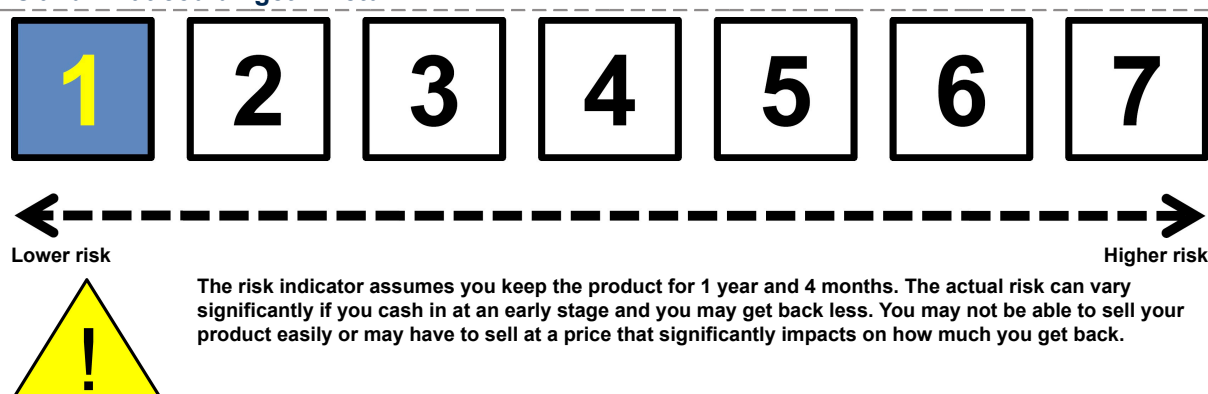 1 2 3 4 5 6 7
Lower risk Higher risk
The risk indicator assumes you keep the product for 1 year and 4 months. The actual risk can vary
significantly if you cash in at an early stage and you may get back less. You may not be able to sell your
product easily or may have to sell at a price that significantly impacts on how much you get back.
!